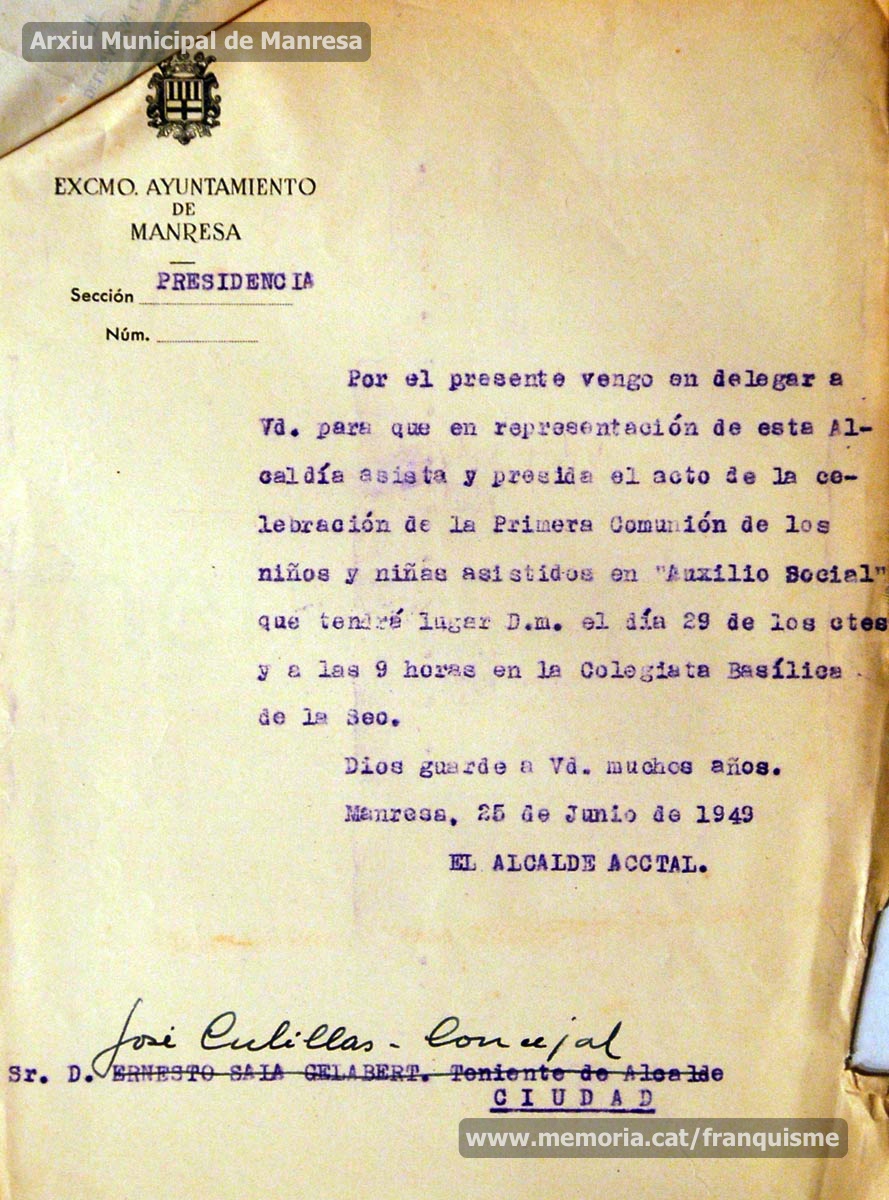 Arxiu Municipal de Manresa
EXCMO. AYUNTAMIENTO
DE
MANRESA
Sección PRESIDENCIA
Núm.
Por el presente vengo en delegar a
Vd. para que en representación de esta Al-
caldía asista y presida el acto de la ce-
lebración de la Primera Comunión de los
niños y niñas asistidos en "Auxilio Social"
que tendrá lugar D.m. el día 29 de los ctes
y a las 9 horas en la Colegiata Basílica
de la Seo.
Dios guarde a Vd. muchos años.
Manresa, 25 de Junio de 1949
EL ALCALDE ACCTAL.
José Culillas - Concejal
Sr. D. ERNESTO SALA GELABERT. Teniente de Alcalde
CIUDAD
www.memoria.cat/franquisme